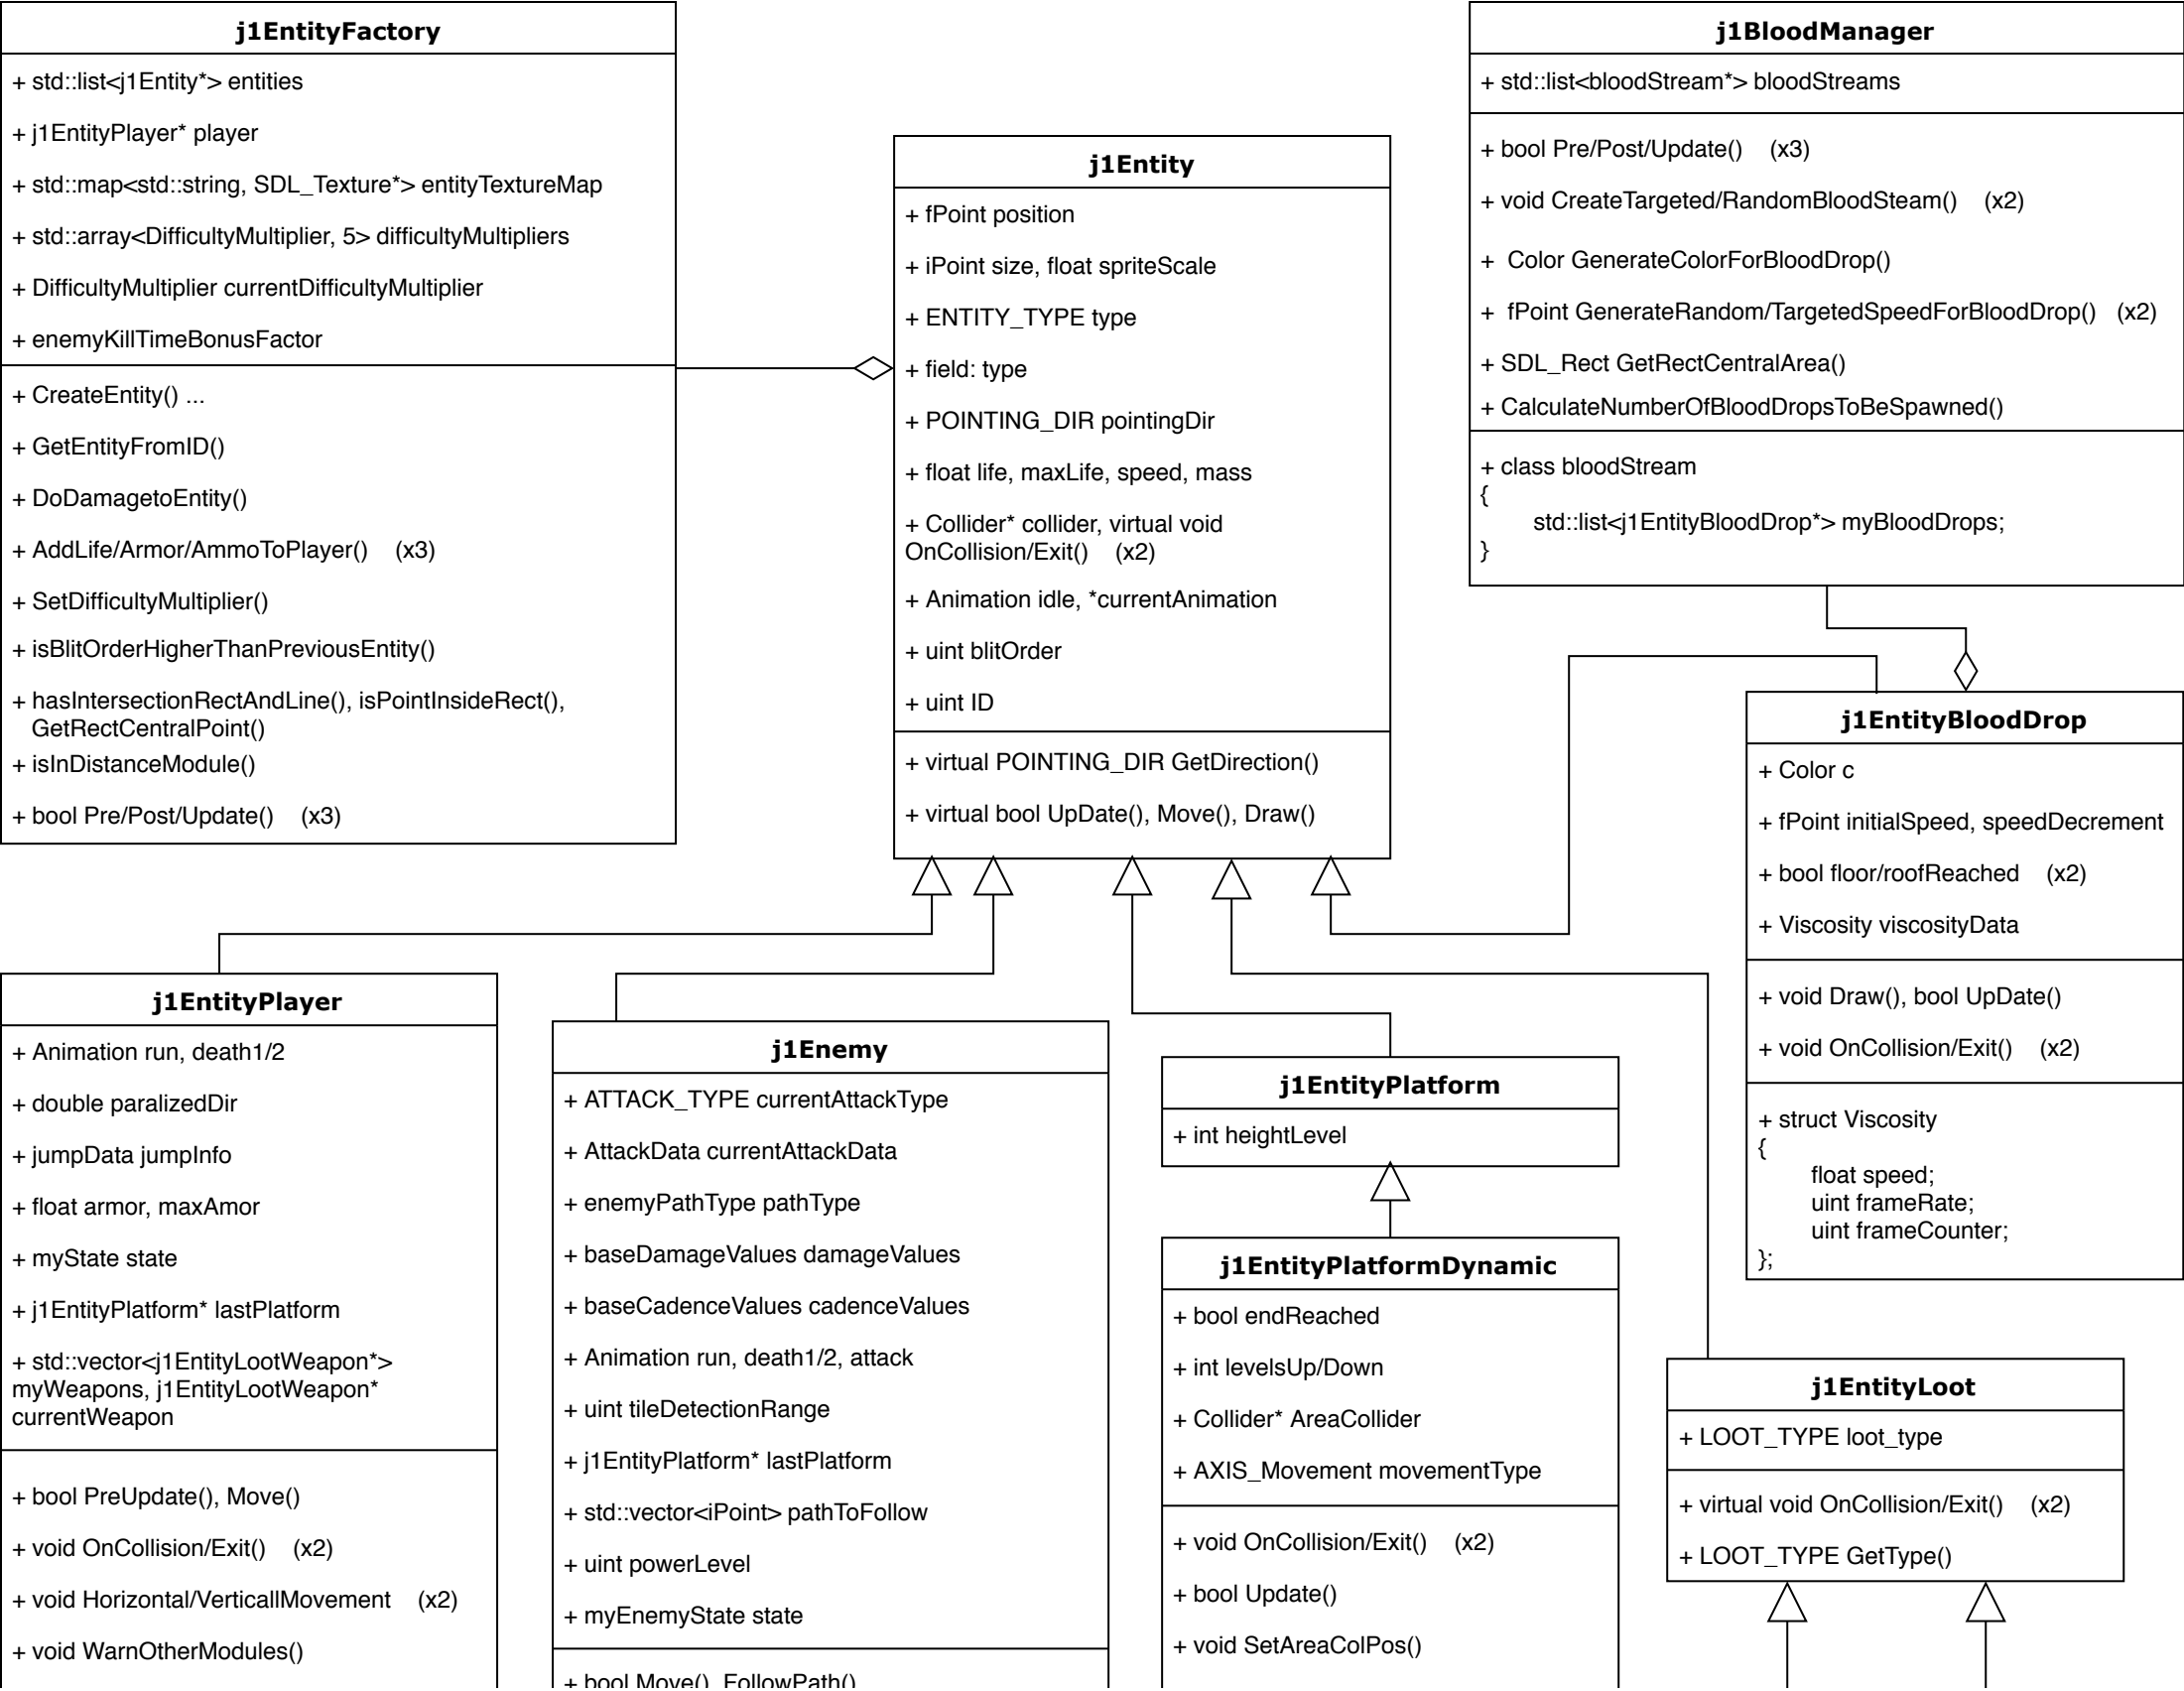 j1EntityFactory
+ std::list<j1Entity*> entities
+ j1EntityPlayer* player
+ std::map<std::string, SDL_Texture*> entityTextureMap
+ std::array<DifficultyMultiplier, 5> difficultyMultipliers
+ DifficultyMultiplier currentDifficultyMultiplier
+ enemyKillTimeBonusFactor
+ CreateEntity() ...
+ GetEntityFromID()
+ DoDamagetoEntity()
+ AddLife/Armor/AmmoToPlayer() (x3)
+ SetDifficultyMultiplier()
+ isBlitOrderHigherThanPreviousEntity()
+ hasIntersectionRectAndLine(), isPointInsideRect(),
GetRectCentralPoint()
+ isInDistanceModule()
+ bool Pre/Post/Update() (x3)
j1Entity
+ fPoint position
+ iPoint size, float spriteScale
+ ENTITY_TYPE type
+ field: type
+ POINTING_DIR pointingDir
+ float life, maxLife, speed, mass
+ Collider* collider, virtual void
OnCollision/Exit() (x2)
+ Animation idle, *currentAnimation
+ uint blitOrder
+ uint ID
+ virtual POINTING_DIR GetDirection()
+ virtual bool UpDate(), Move(), Draw()
j1BloodManager
+ std::list<bloodStream*> bloodStreams
+ bool Pre/Post/Update() (x3)
+ void CreateTargeted/RandomBloodSteam() (x2)
+ Color GenerateColorForBloodDrop()
+ fPoint GenerateRandom/TargetedSpeedForBloodDrop() (x2)
+ SDL_Rect GetRectCentralArea()
+ CalculateNumberOfBloodDropsToBeSpawned()
+ class bloodStream
{
std::list<j1EntityBloodDrop*> myBloodDrops;
}
j1EntityBloodDrop
+ Color c
+ fPoint initialSpeed, speedDecrement
+ bool floor/roofReached (x2)
+ Viscosity viscosityData
+ void Draw(), bool UpDate()
+ void OnCollision/Exit() (x2)
+ struct Viscosity
{
float speed;
uint frameRate;
uint frameCounter;
};
j1EntityPlayer
+ Animation run, death1/2
+ double paralizedDir
+ jumpData jumpInfo
+ float armor, maxAmor
+ myState state
+ j1EntityPlatform* lastPlatform
+ std::vector<j1EntityLootWeapon*>
myWeapons, j1EntityLootWeapon*
currentWeapon
+ bool PreUpdate(), Move()
+ void OnCollision/Exit() (x2)
+ void Horizontal/VerticallMovement (x2)
+ void WarnOtherModules()
j1Enemy
+ ATTACK_TYPE currentAttackType
+ AttackData currentAttackData
+ enemyPathType pathType
+ baseDamageValues damageValues
+ baseCadenceValues cadenceValues
+ Animation run, death1/2, attack
+ uint tileDetectionRange
+ j1EntityPlatform* lastPlatform
+ std::vector<iPoint> pathToFollow
+ uint powerLevel
+ myEnemyState state
+ bool Move(), FollowPath()
j1EntityPlatform
+ int heightLevel
j1EntityPlatformDynamic
+ bool endReached
+ int levelsUp/Down
+ Collider* AreaCollider
+ AXIS_Movement movementType
+ void OnCollision/Exit() (x2)
+ bool Update()
+ void SetAreaColPos()
j1EntityLoot
+ LOOT_TYPE loot_type
+ virtual void OnCollision/Exit() (x2)
+ LOOT_TYPE GetType()